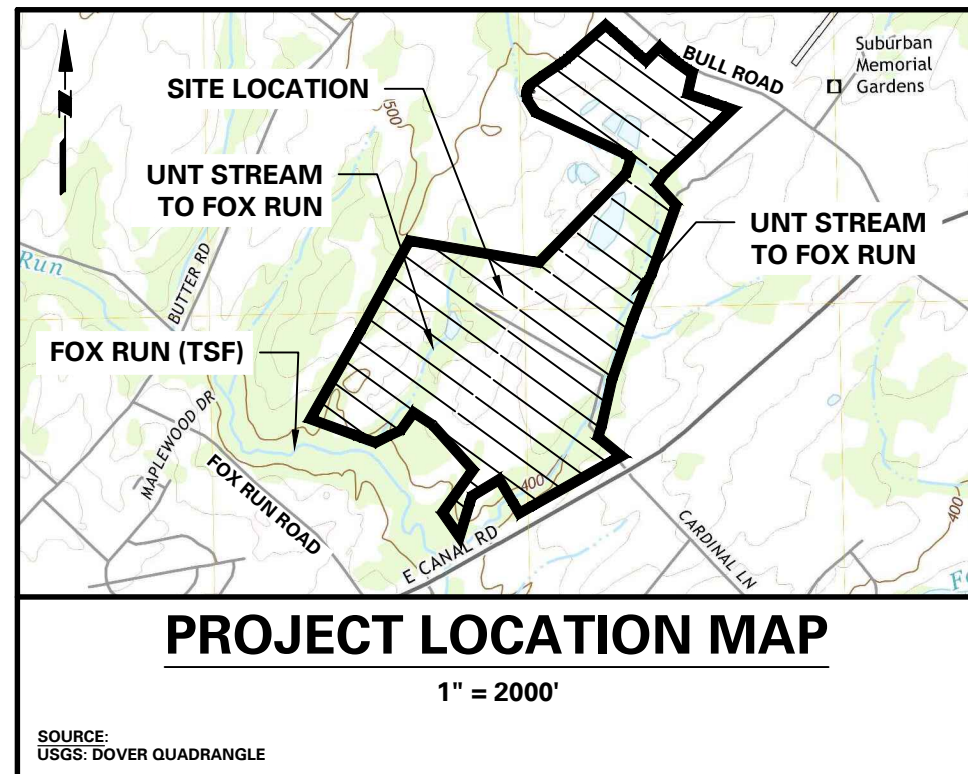 BULL ROAD
Suburban
Memorial
Gardens
SITE LOCATION
500
UNT STREAM
TO FOX RUN
UNT STREAM
TO FOX RUN
Run
BUTTER RD
FOX RUN (TSF)
MAPLEWOOD DR
FOX RUN ROAD
400
E CANAL RD
CARDINAL LN
400
Fo
N
PROJECT LOCATION MAP
1" = 2000'
SOURCE:
USGS: DOVER QUADRANGLE